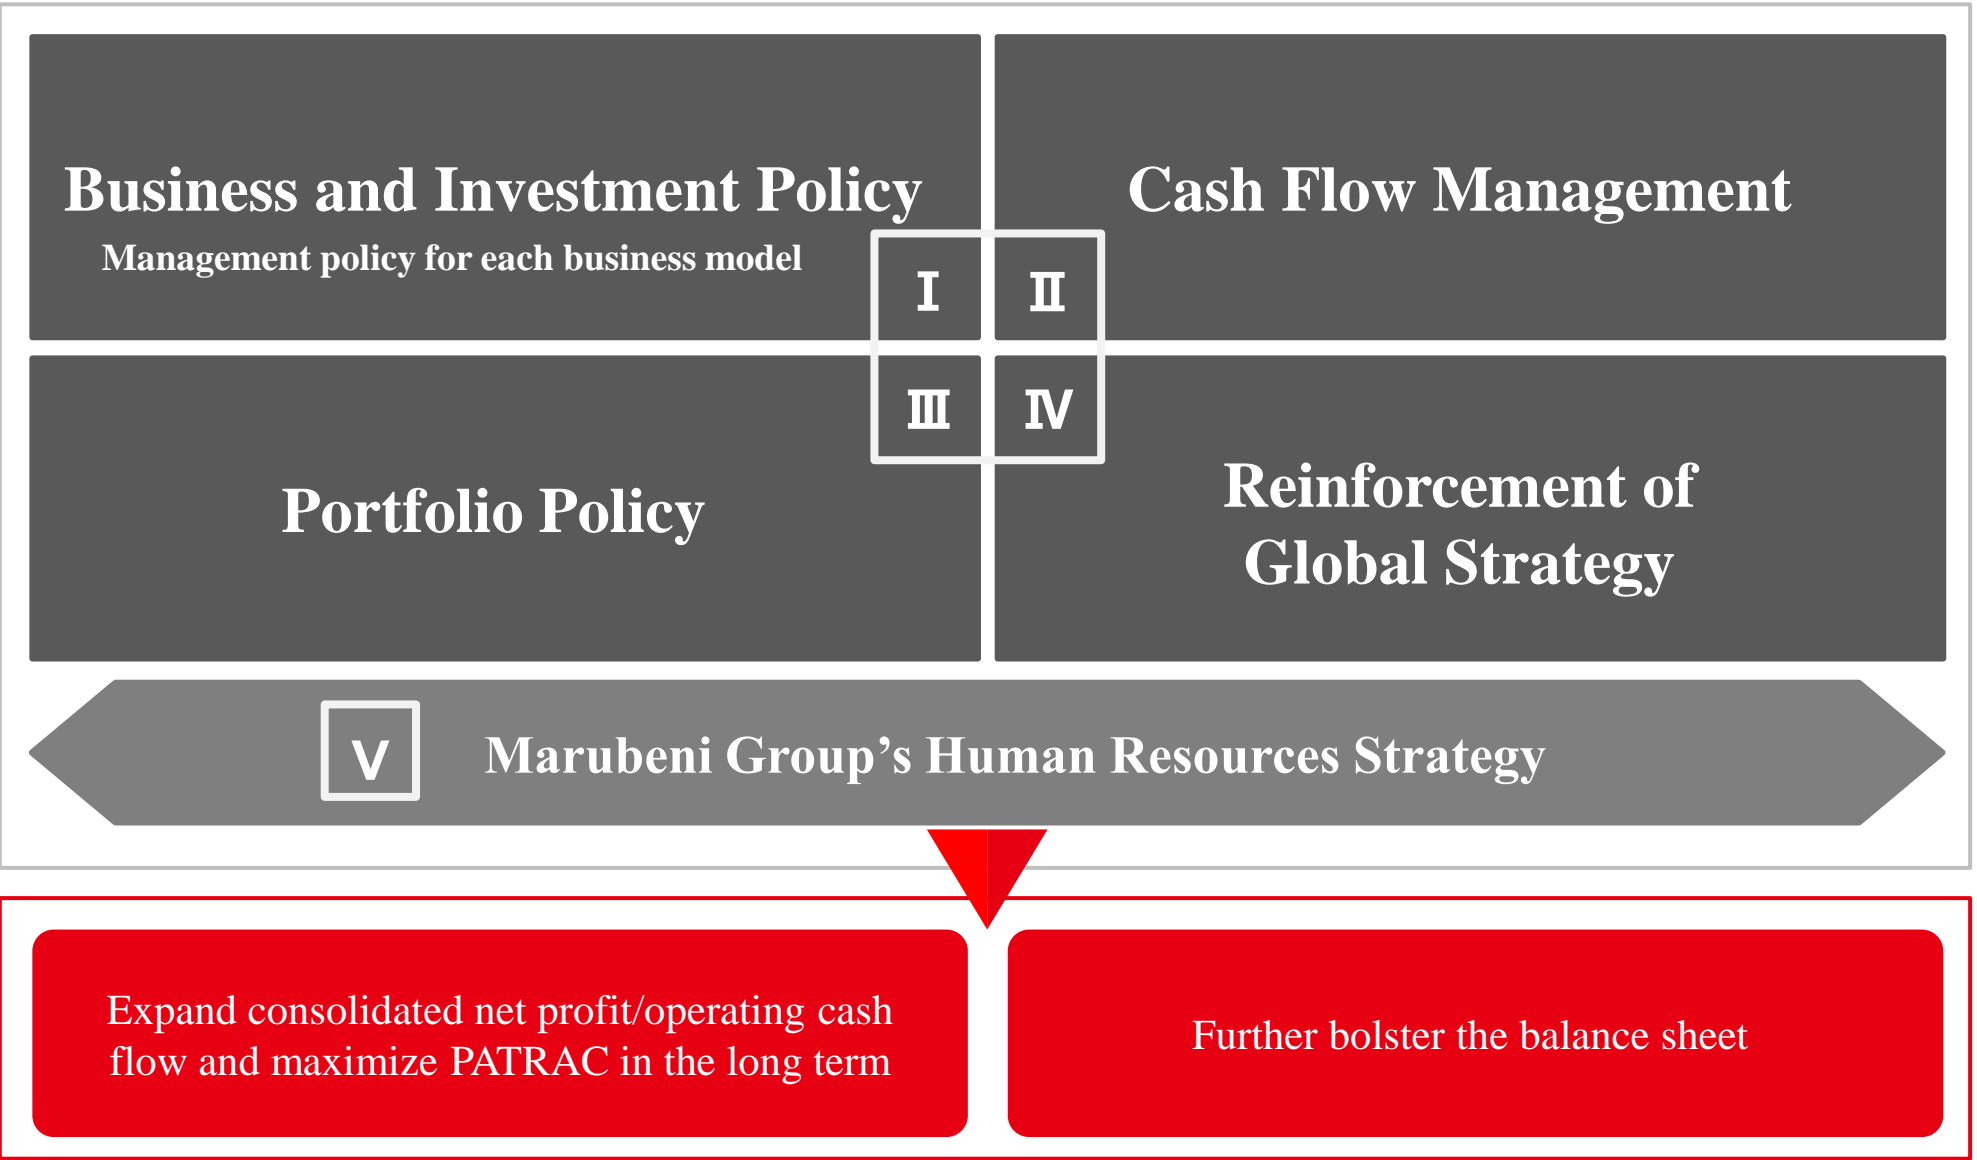 Business and Investment Policy
Management policy for each business model
Cash Flow Management
Ⅰ
Ⅱ
Ⅲ
Ⅳ
Portfolio Policy
Reinforcement of
Global Strategy
Ⅴ
Marubeni Group’s Human Resources Strategy
Expand consolidated net profit/operating cash
flow and maximize PATRAC in the long term
Further bolster the balance sheet